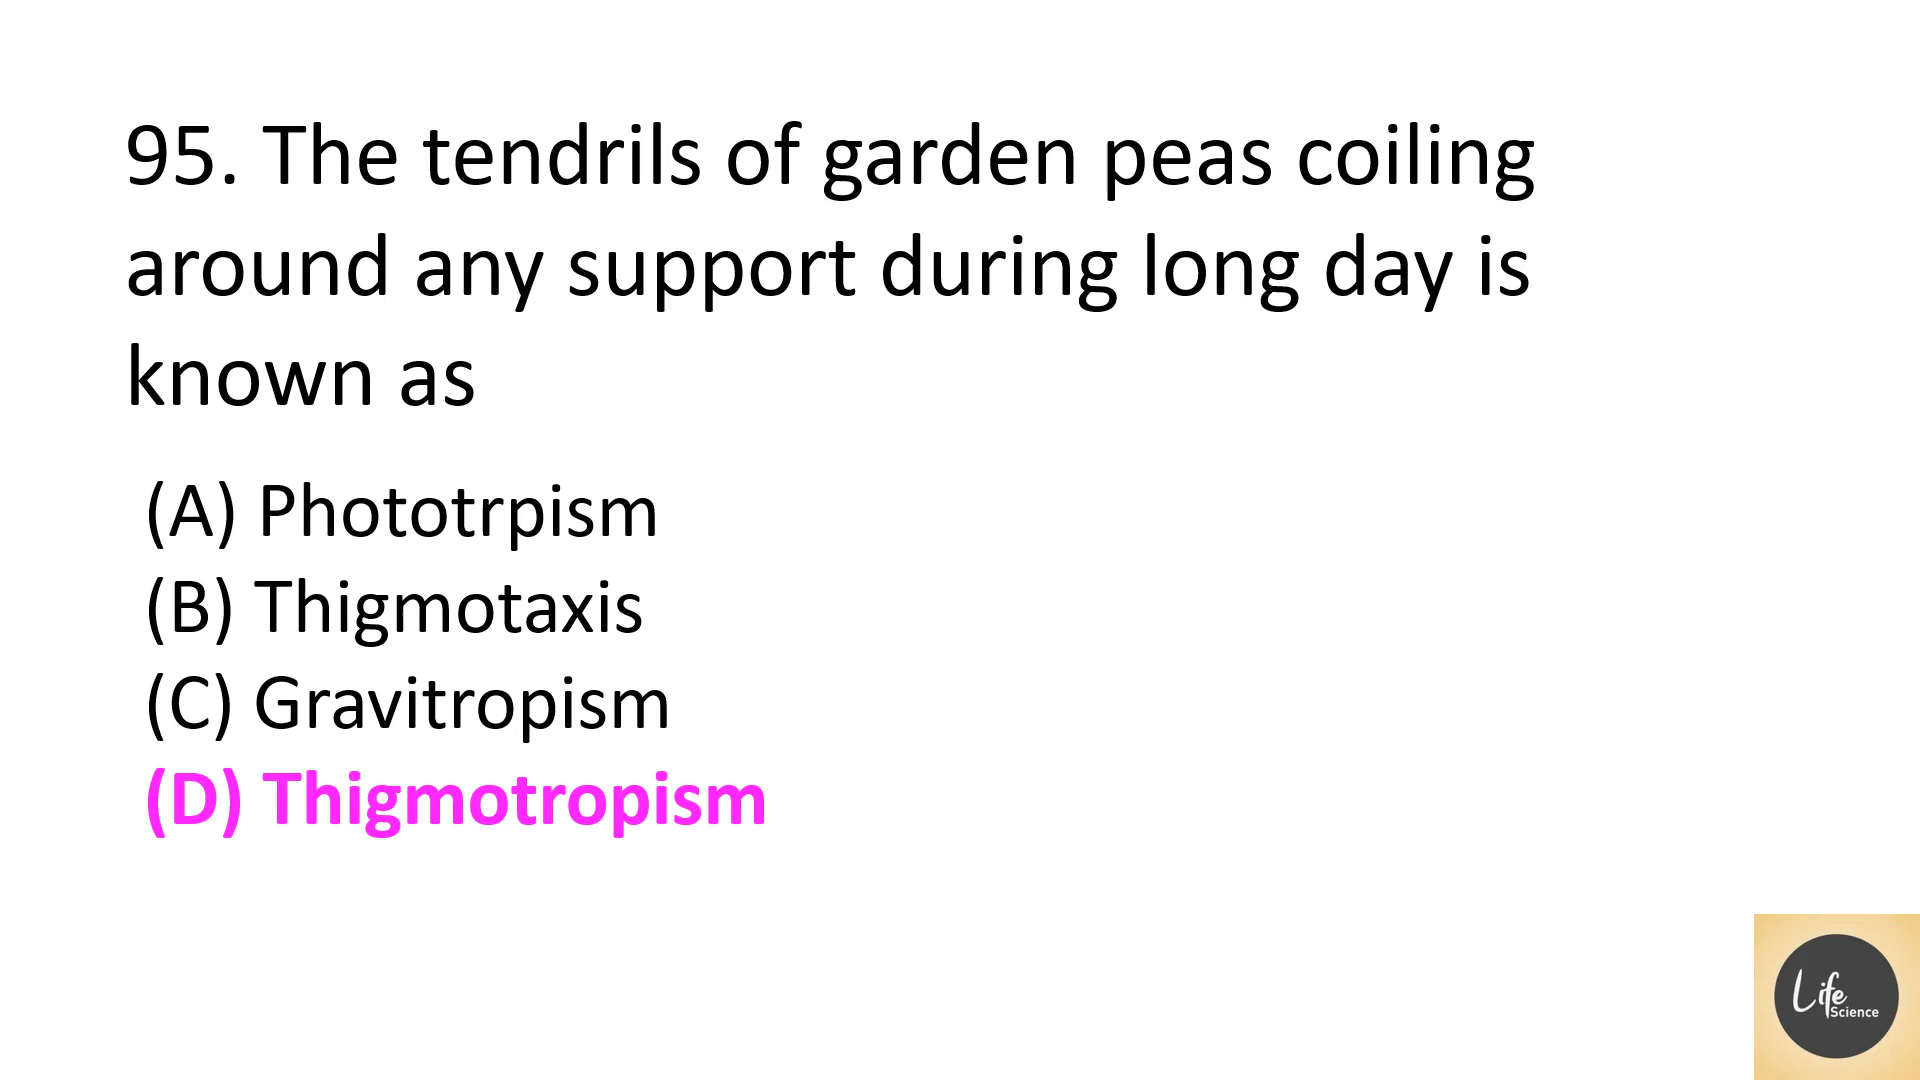 95. The tendrils of garden peas coiling
around any support during long day is
known as
(A) Phototrpism
(B) Thigmotaxis
(C) Gravitropism
(D) Thigmotropism
Life
Science